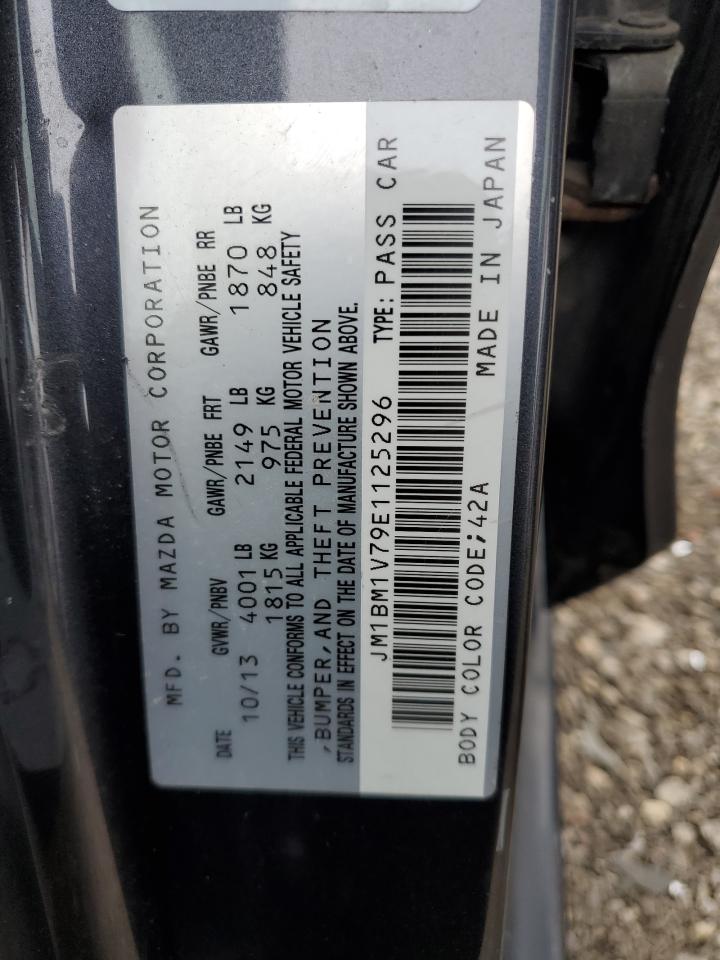 MFD. BY MAZDA MOTOR CORPORATION
DATE GVWR/PNBV GAWR/PNBE FRT GAWR/PNBE RR
10/13 4001 LB 2149 LB 1870 LB
1815 KG 975 KG 848 KG
THIS VEHICLE CONFORMS TO ALL APPLICABLE FEDERAL MOTOR VEHICLE SAFETY
,BUMPER,AND THEFT PREVENTION
STANDARDS IN EFFECT ON THE DATE OF MANUFACTURE SHOWN ABOVE.
JM1BM1V79E1125296 TYPE: PASS CAR
BODY COLOR CODE;42A MADE IN JAPAN